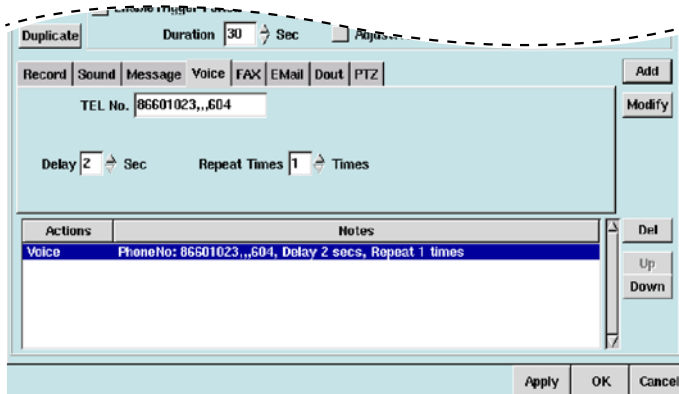 Duplicate Duration 30 Sec
Record Sound Message Voice FAX EMail Dout PTZ Add
TEL No. 86601023,,,604 Modify
Delay 2 Sec Repeat Times 1 Times
Actions Notes Del
Voice PhoneNo: 86601023,,,604, Delay 2 secs, Repeat 1 times
Up
Down
Apply OK Cancel